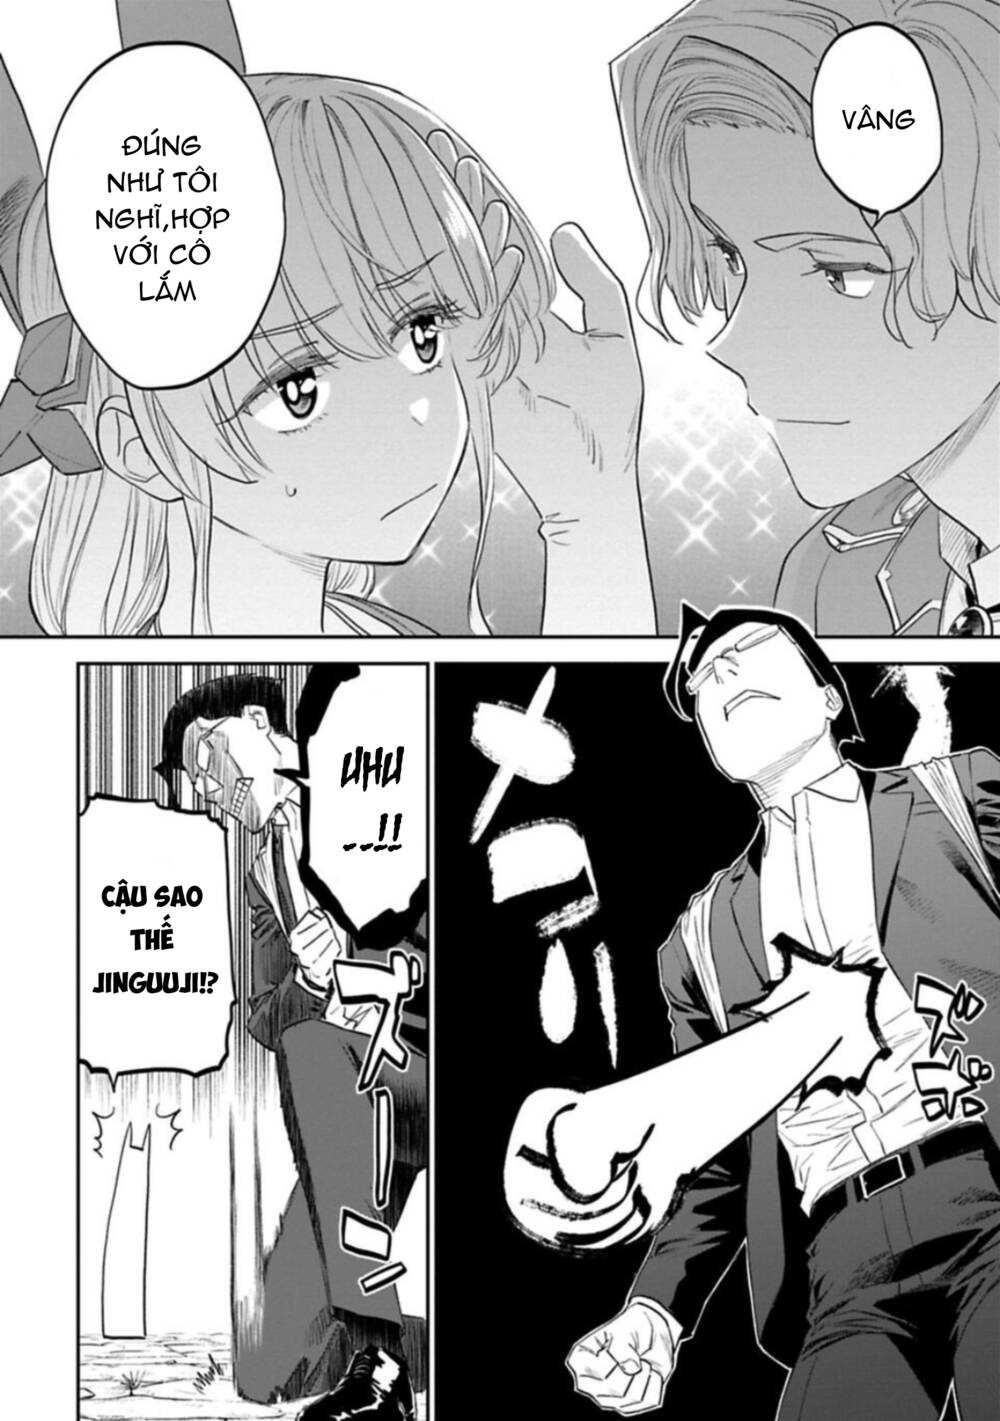 VÂNG
ĐÚNG
NHƯ TÔI
NGHĨ,HỢP
VỚI CÔ
LẮM
UHU
...!!
CẬU SAO
THẾ
JINGUUJI!?